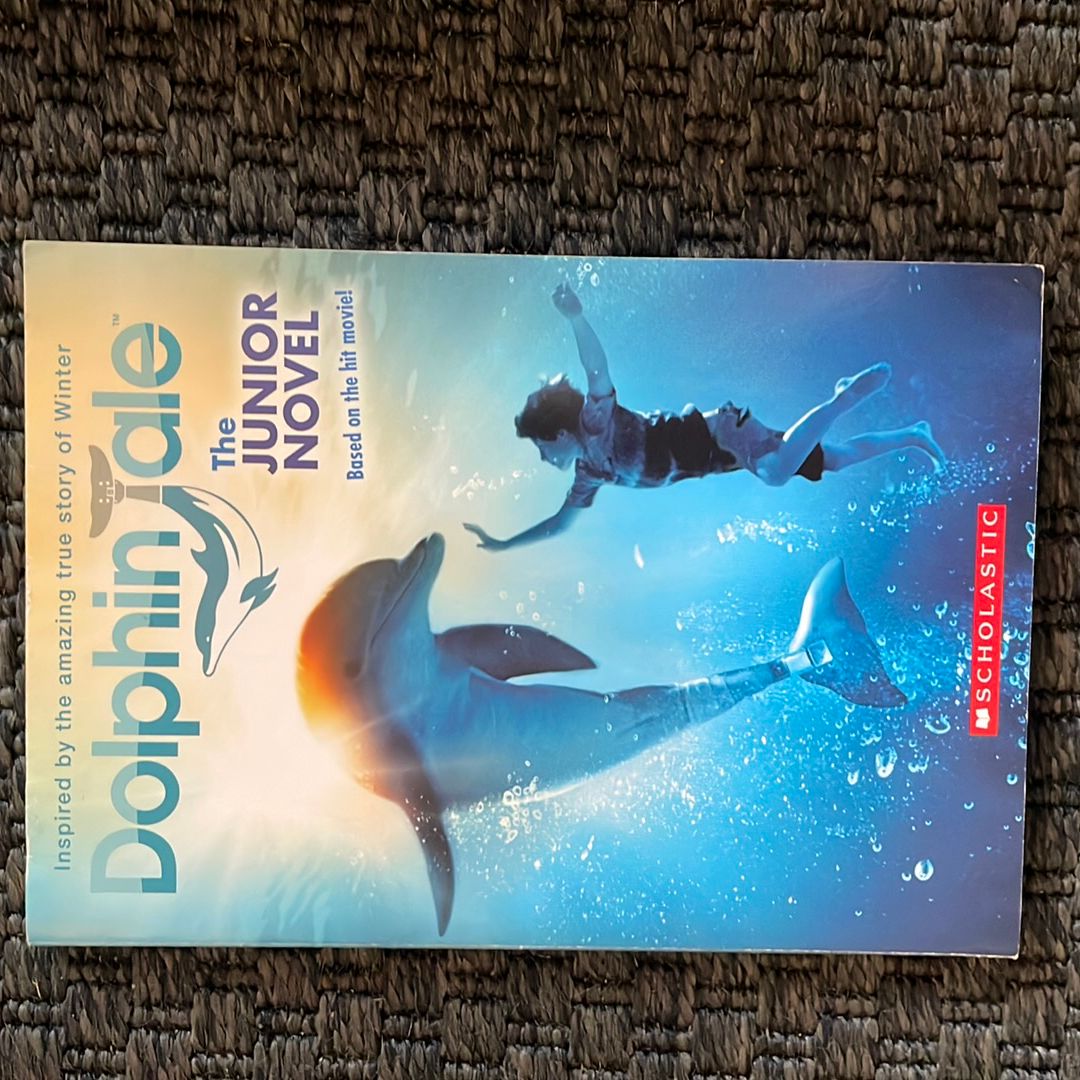 Inspired by the amazing true story of Winter
Dolphin Tale™
The
JUNIOR
NOVEL
Based on the hit movie!
SCHOLASTIC